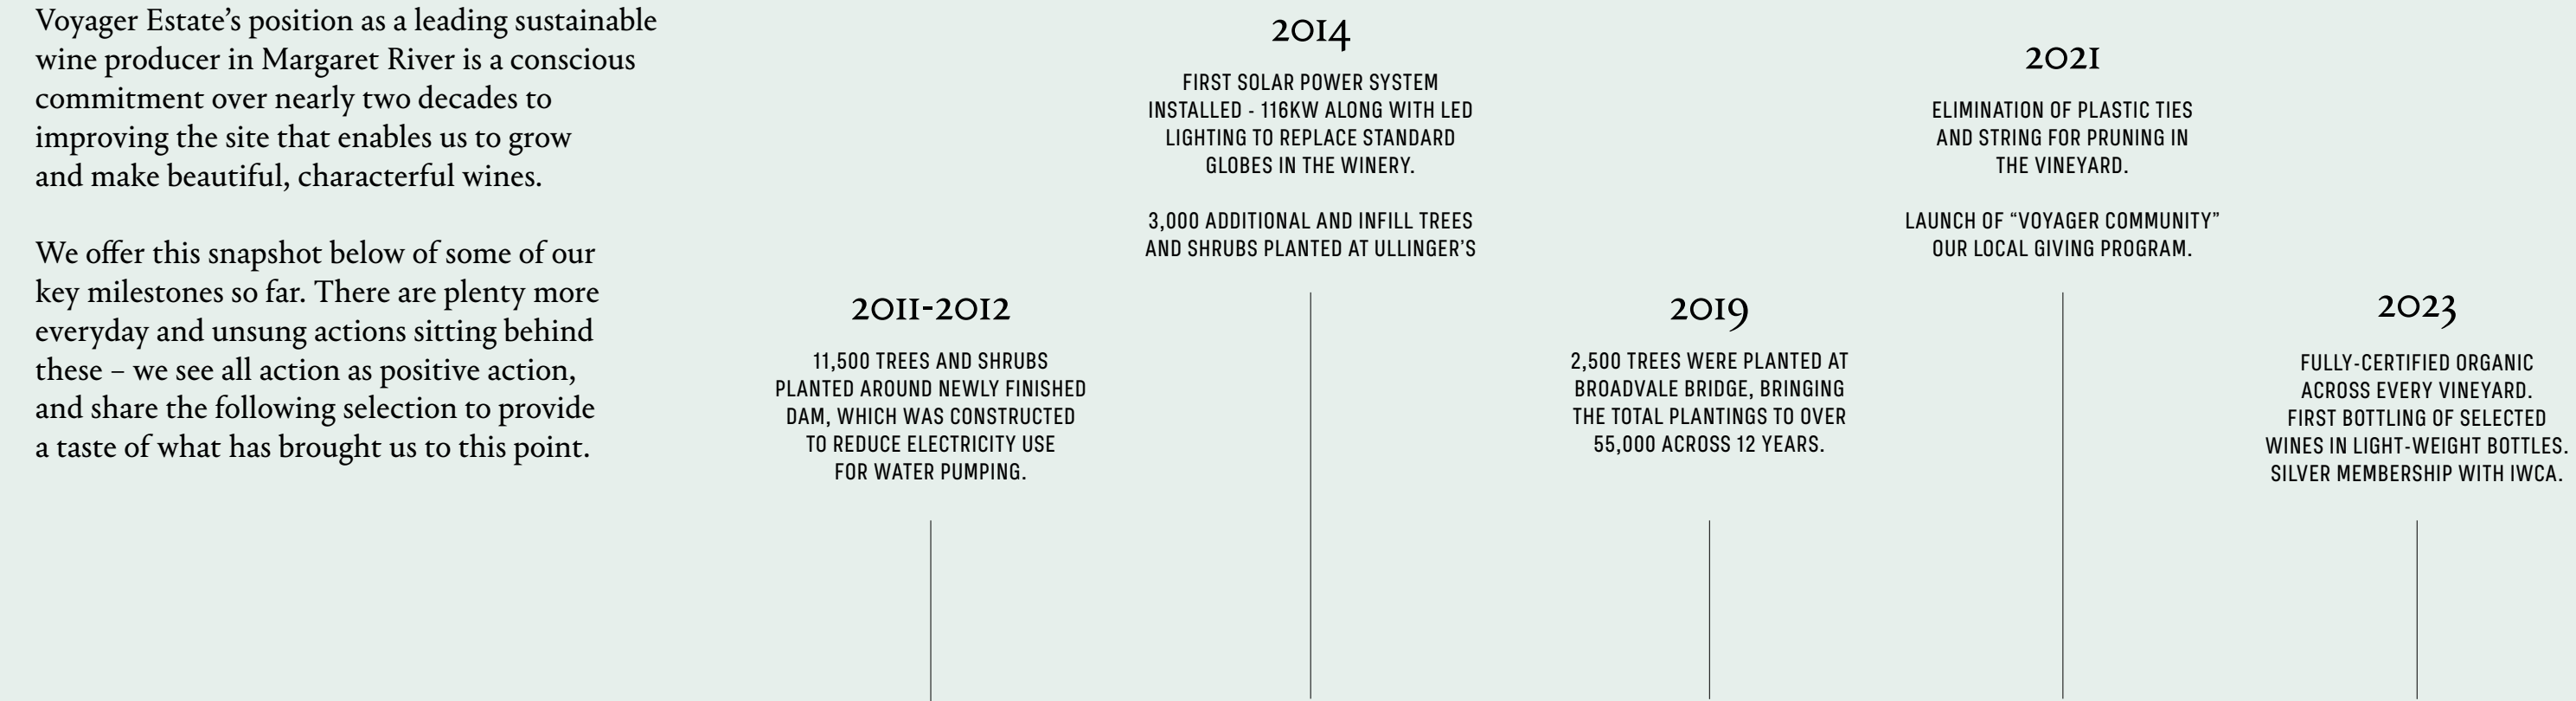 Voyager Estate’s position as a leading sustainable
wine producer in Margaret River is a conscious
commitment over nearly two decades to
improving the site that enables us to grow
and make beautiful, characterful wines.
We offer this snapshot below of some of our
key milestones so far. There are plenty more
everyday and unsung actions sitting behind
these – we see all action as positive action,
and share the following selection to provide
a taste of what has brought us to this point.
2011-2012
11,500 TREES AND SHRUBS
PLANTED AROUND NEWLY FINISHED
DAM, WHICH WAS CONSTRUCTED
TO REDUCE ELECTRICITY USE
FOR WATER PUMPING.
2014
FIRST SOLAR POWER SYSTEM
INSTALLED - 116KW ALONG WITH LED
LIGHTING TO REPLACE STANDARD
GLOBES IN THE WINERY.
3,000 ADDITIONAL AND INFILL TREES
AND SHRUBS PLANTED AT ULLINGER’S
2019
2,500 TREES WERE PLANTED AT
BROADVALE BRIDGE, BRINGING
THE TOTAL PLANTINGS TO OVER
55,000 ACROSS 12 YEARS.
2021
ELIMINATION OF PLASTIC TIES
AND STRING FOR PRUNING IN
THE VINEYARD.
LAUNCH OF “VOYAGER COMMUNITY”
OUR LOCAL GIVING PROGRAM.
2023
FULLY-CERTIFIED ORGANIC
ACROSS EVERY VINEYARD.
FIRST BOTTLING OF SELECTED
WINES IN LIGHT-WEIGHT BOTTLES.
SILVER MEMBERSHIP WITH IWCA.